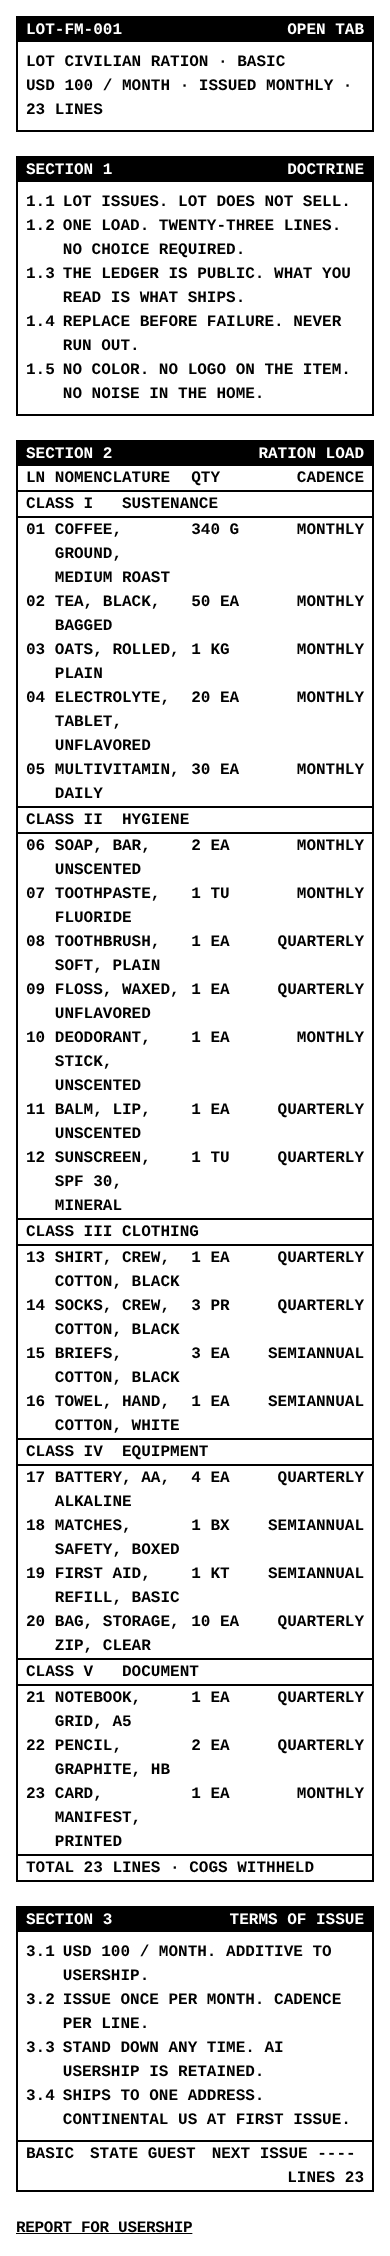 LOT-FM-001 OPEN TAB
LOT CIVILIAN RATION · BASIC
USD 100 / MONTH · ISSUED MONTHLY ·
23 LINES
SECTION 1 DOCTRINE
1.1 LOT ISSUES. LOT DOES NOT SELL.
1.2 ONE LOAD. TWENTY-THREE LINES.
NO CHOICE REQUIRED.
1.3 THE LEDGER IS PUBLIC. WHAT YOU
READ IS WHAT SHIPS.
1.4 REPLACE BEFORE FAILURE. NEVER
RUN OUT.
1.5 NO COLOR. NO LOGO ON THE ITEM.
NO NOISE IN THE HOME.
SECTION 2 RATION LOAD
LN NOMENCLATURE QTY CADENCE
CLASS I SUSTENANCE
01 COFFEE, 340 G MONTHLY
GROUND,
MEDIUM ROAST
02 TEA, BLACK, 50 EA MONTHLY
BAGGED
03 OATS, ROLLED, 1 KG MONTHLY
PLAIN
04 ELECTROLYTE, 20 EA MONTHLY
TABLET,
UNFLAVORED
05 MULTIVITAMIN, 30 EA MONTHLY
DAILY
CLASS II HYGIENE
06 SOAP, BAR, 2 EA MONTHLY
UNSCENTED
07 TOOTHPASTE, 1 TU MONTHLY
FLUORIDE
08 TOOTHBRUSH, 1 EA QUARTERLY
SOFT, PLAIN
09 FLOSS, WAXED, 1 EA QUARTERLY
UNFLAVORED
10 DEODORANT, 1 EA MONTHLY
STICK,
UNSCENTED
11 BALM, LIP, 1 EA QUARTERLY
UNSCENTED
12 SUNSCREEN, 1 TU QUARTERLY
SPF 30,
MINERAL
CLASS III CLOTHING
13 SHIRT, CREW, 1 EA QUARTERLY
COTTON, BLACK
14 SOCKS, CREW, 3 PR QUARTERLY
COTTON, BLACK
15 BRIEFS, 3 EA SEMIANNUAL
COTTON, BLACK
16 TOWEL, HAND, 1 EA SEMIANNUAL
COTTON, WHITE
CLASS IV EQUIPMENT
17 BATTERY, AA, 4 EA QUARTERLY
ALKALINE
18 MATCHES, 1 BX SEMIANNUAL
SAFETY, BOXED
19 FIRST AID, 1 KT SEMIANNUAL
REFILL, BASIC
20 BAG, STORAGE, 10 EA QUARTERLY
ZIP, CLEAR
CLASS V DOCUMENT
21 NOTEBOOK, 1 EA QUARTERLY
GRID, A5
22 PENCIL, 2 EA QUARTERLY
GRAPHITE, HB
23 CARD, 1 EA MONTHLY
MANIFEST,
PRINTED
TOTAL 23 LINES · COGS WITHHELD
SECTION 3 TERMS OF ISSUE
3.1 USD 100 / MONTH. ADDITIVE TO
USERSHIP.
3.2 ISSUE ONCE PER MONTH. CADENCE
PER LINE.
3.3 STAND DOWN ANY TIME. AI
USERSHIP IS RETAINED.
3.4 SHIPS TO ONE ADDRESS.
CONTINENTAL US AT FIRST ISSUE.
BASIC STATE GUEST NEXT ISSUE ----
LINES 23
REPORT FOR USERSHIP